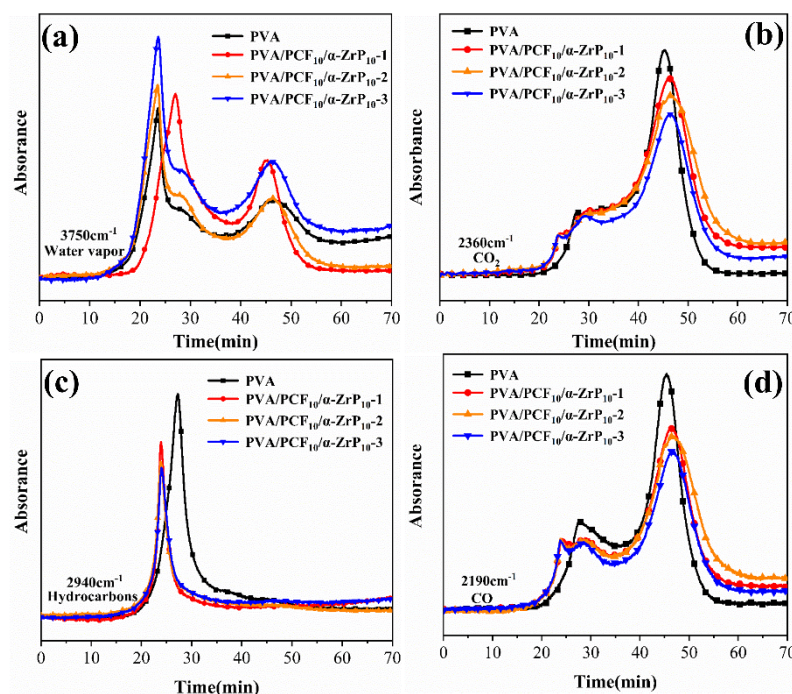 (a)
PVA
PVA/PCF₁₀/α-ZrP₁₀-1
PVA/PCF₁₀/α-ZrP₁₀-2
PVA/PCF₁₀/α-ZrP₁₀-3
Absorance
3750cm⁻¹
Water vapor
0 10 20 30 40 50 60 70
Time(min)
(b)
PVA
PVA/PCF₁₀/α-ZrP₁₀-1
PVA/PCF₁₀/α-ZrP₁₀-2
PVA/PCF₁₀/α-ZrP₁₀-3
Absorbance
2360cm⁻¹
CO₂
0 10 20 30 40 50 60 70
Time(min)
(c)
PVA
PVA/PCF₁₀/α-ZrP₁₀-1
PVA/PCF₁₀/α-ZrP₁₀-2
PVA/PCF₁₀/α-ZrP₁₀-3
Absorance
2940cm⁻¹
Hydrocarbons
0 10 20 30 40 50 60 70
Time(min)
(d)
PVA
PVA/PCF₁₀/α-ZrP₁₀-1
PVA/PCF₁₀/α-ZrP₁₀-2
PVA/PCF₁₀/α-ZrP₁₀-3
Absorance
2190cm⁻¹
CO
0 10 20 30 40 50 60 70
Time(min)